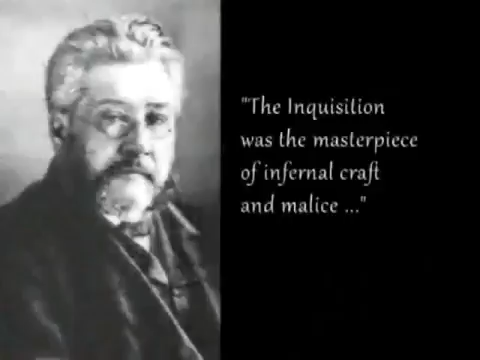 "The Inquisition
was the masterpiece
of infernal craft
and malice ..."